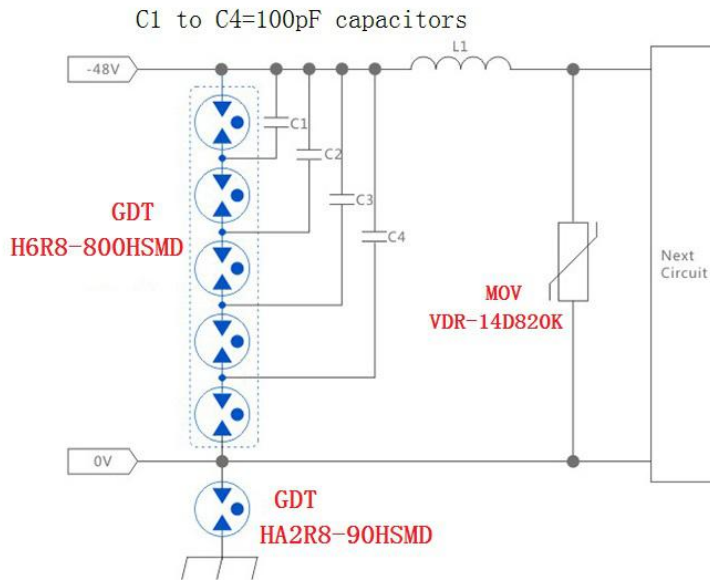 C1 to C4=100pF capacitors
L1
-48V
C1
C2
GDT
H6R8-800HSMD
C3
C4
Next
Circuit
MOV
VDR-14D820K
0V
GDT
HA2R8-90HSMD